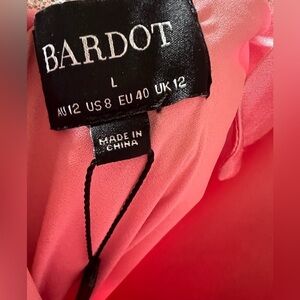 BARDOT
L
AU 12 US 8 EU 40 UK 12
MADE IN
CHINA